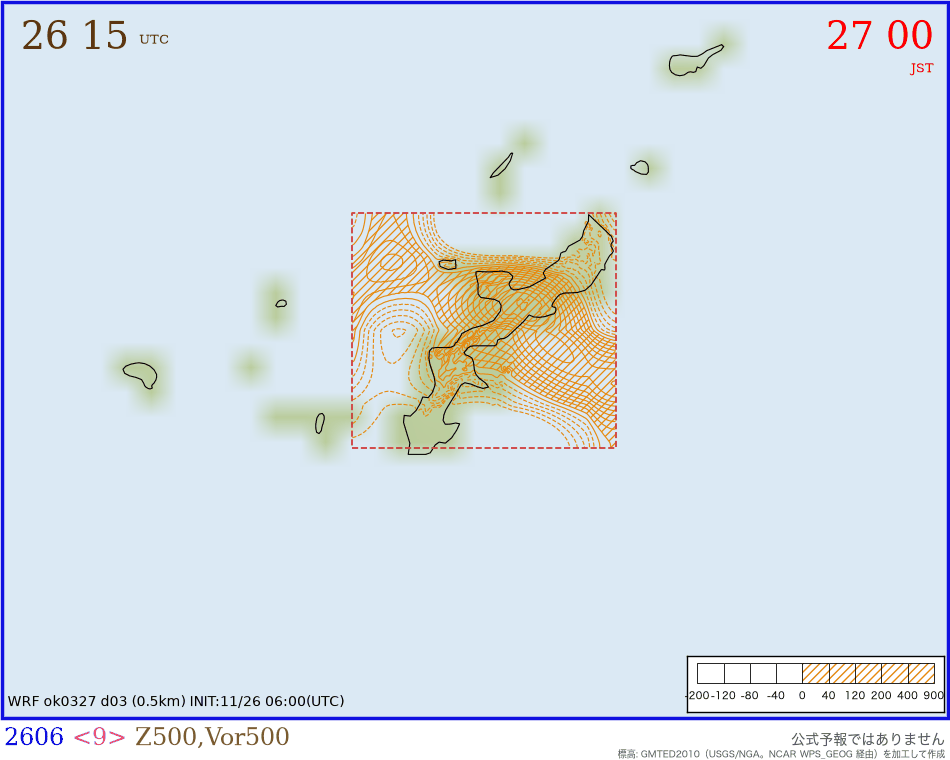 26 15 UTC
27 00
JST
-200 -120 -80 -40 0 40 120 200 400 900
WRF ok0327 d03 (0.5km) INIT:11/26 06:00(UTC)
2606 <9> Z500,Vor500
公式予報ではありません
標高: GMTED2010（USGS/NGA。NCAR WPS_GEOG 経由）を加工して作成